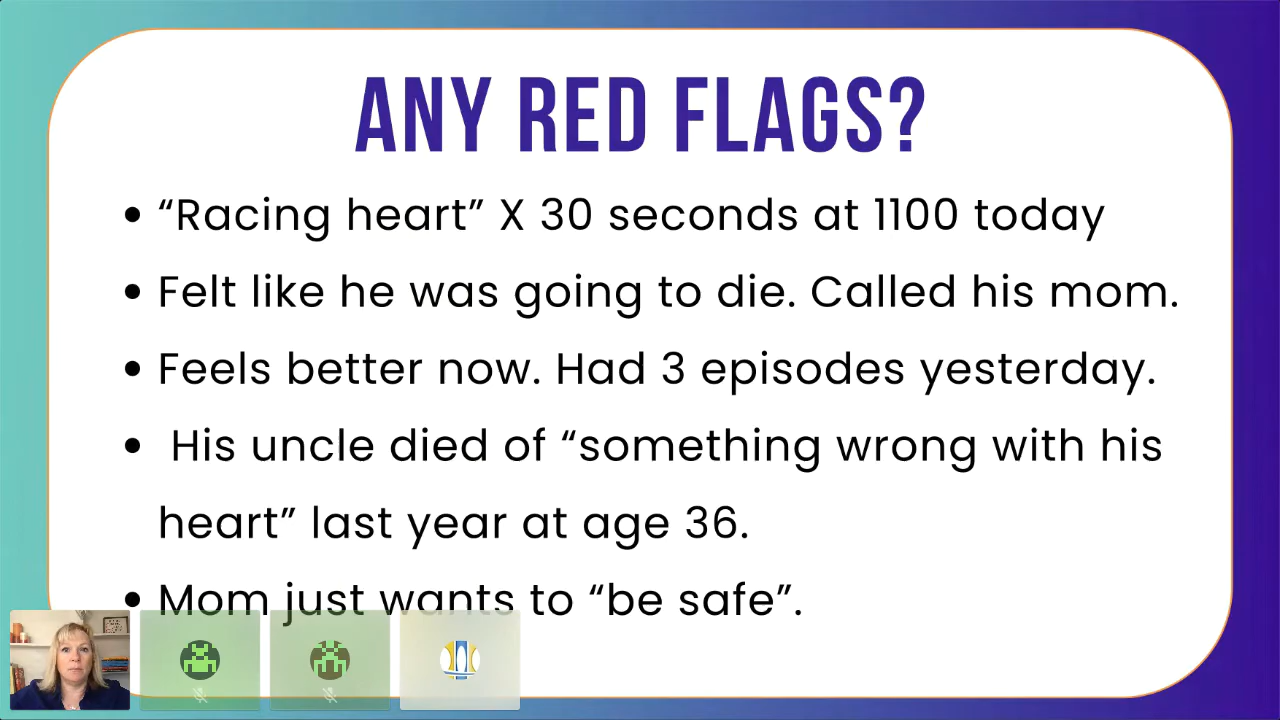 ANY RED FLAGS?
• “Racing heart” X 30 seconds at 1100 today
• Felt like he was going to die. Called his mom.
• Feels better now. Had 3 episodes yesterday.
• His uncle died of “something wrong with his
heart” last year at age 36.
• Mom just wants to “be safe”.